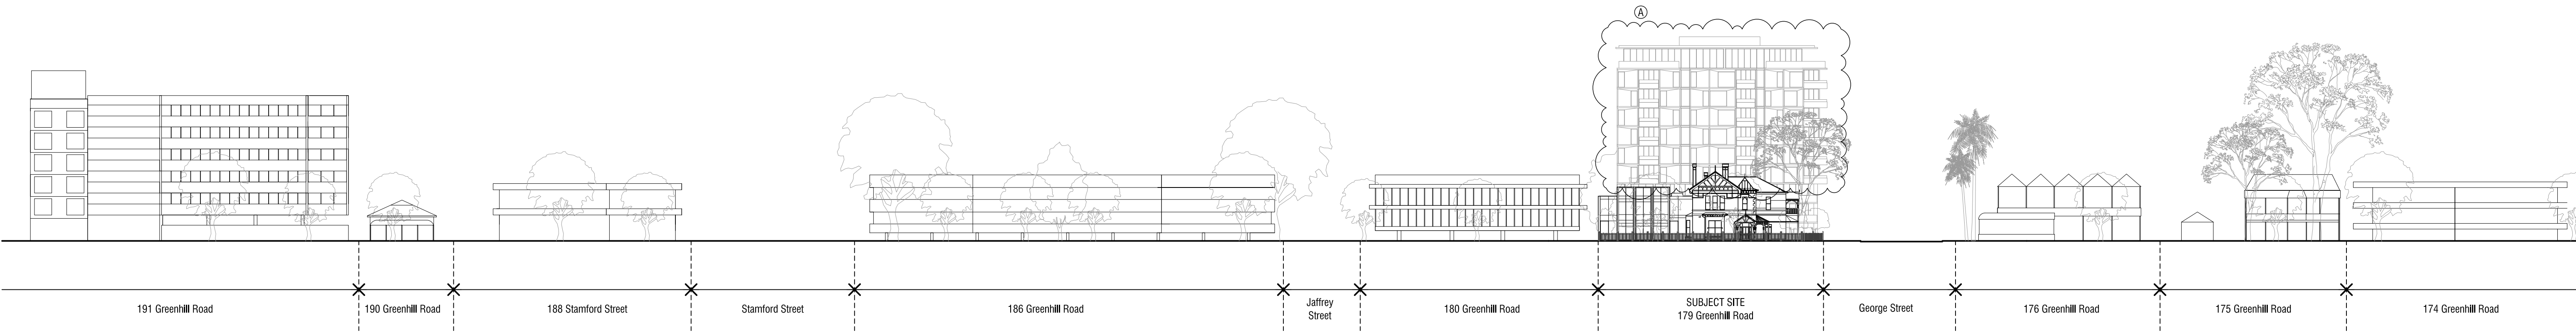 A
191 Greenhill Road
190 Greenhill Road
188 Stamford Street
Stamford Street
186 Greenhill Road
Jaffrey
Street
180 Greenhill Road
SUBJECT SITE
179 Greenhill Road
George Street
176 Greenhill Road
175 Greenhill Road
174 Greenhill Road